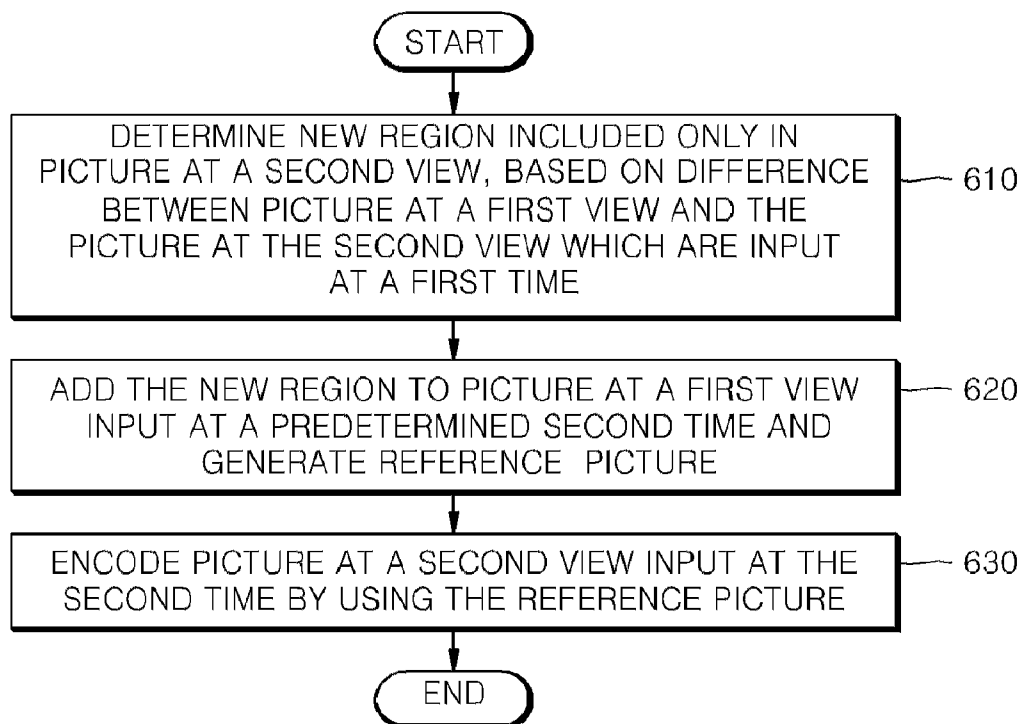 START
DETERMINE NEW REGION INCLUDED ONLY IN
PICTURE AT A SECOND VIEW, BASED ON DIFFERENCE
BETWEEN PICTURE AT A FIRST VIEW AND THE
PICTURE AT THE SECOND VIEW WHICH ARE INPUT
AT A FIRST TIME
610
ADD THE NEW REGION TO PICTURE AT A FIRST VIEW
INPUT AT A PREDETERMINED SECOND TIME AND
GENERATE REFERENCE PICTURE
620
ENCODE PICTURE AT A SECOND VIEW INPUT AT THE
SECOND TIME BY USING THE REFERENCE PICTURE
630
END